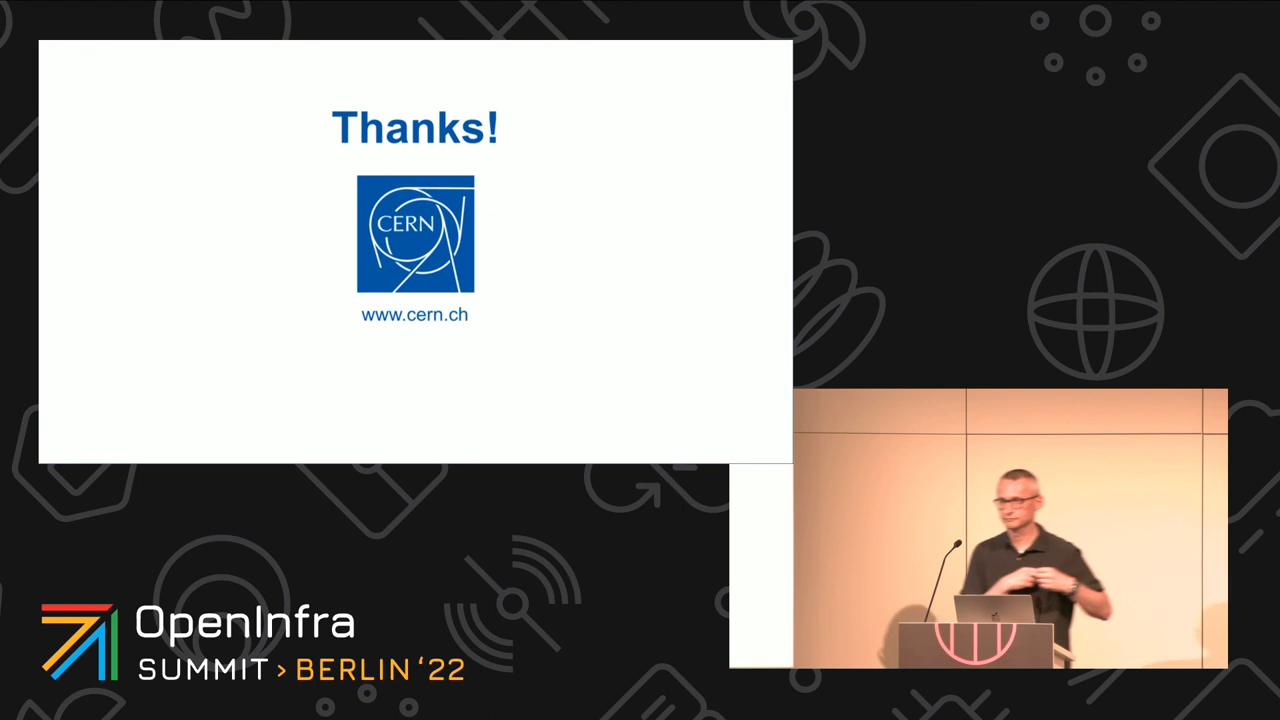 Thanks!
CERN
www.cern.ch
OpenInfra
SUMMIT > BERLIN ‘22